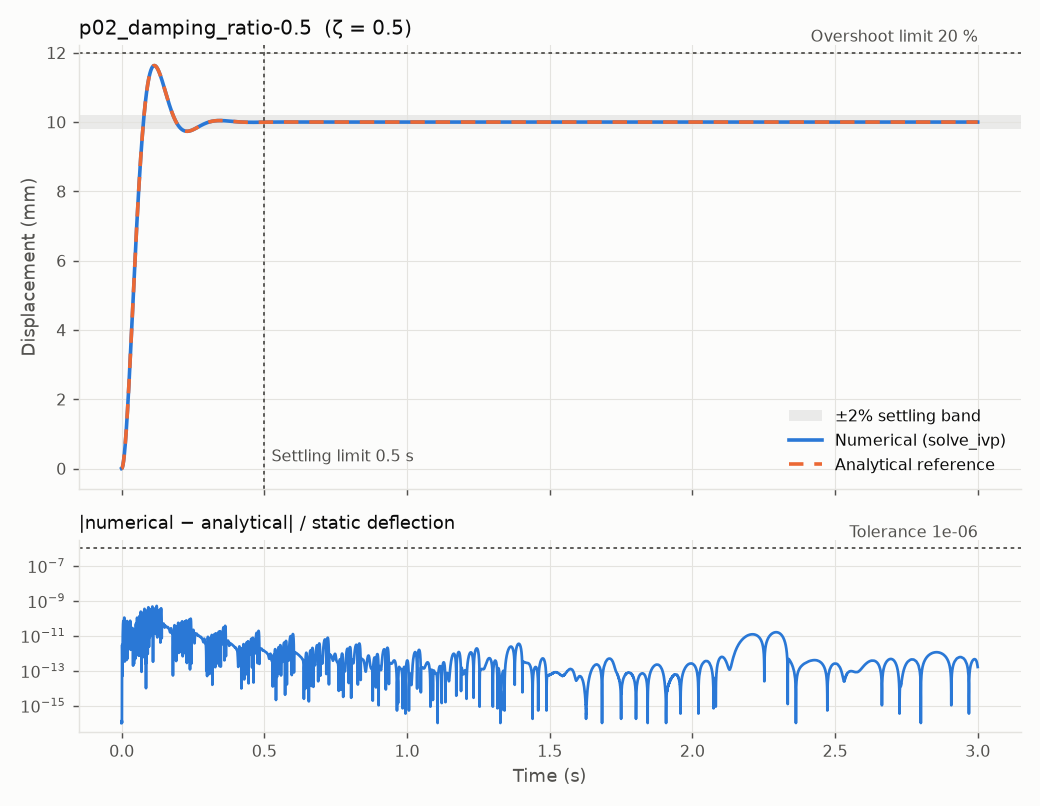 p02_damping_ratio-0.5  (ζ = 0.5)
Overshoot limit 20 %
12
10
8
6
4
2
0
Displacement (mm)
Settling limit 0.5 s
±2% settling band
Numerical (solve_ivp)
Analytical reference
|numerical − analytical| / static deflection
Tolerance 1e-06
10⁻⁷
10⁻⁹
10⁻¹¹
10⁻¹³
10⁻¹⁵
0.0 0.5 1.0 1.5 2.0 2.5 3.0
Time (s)